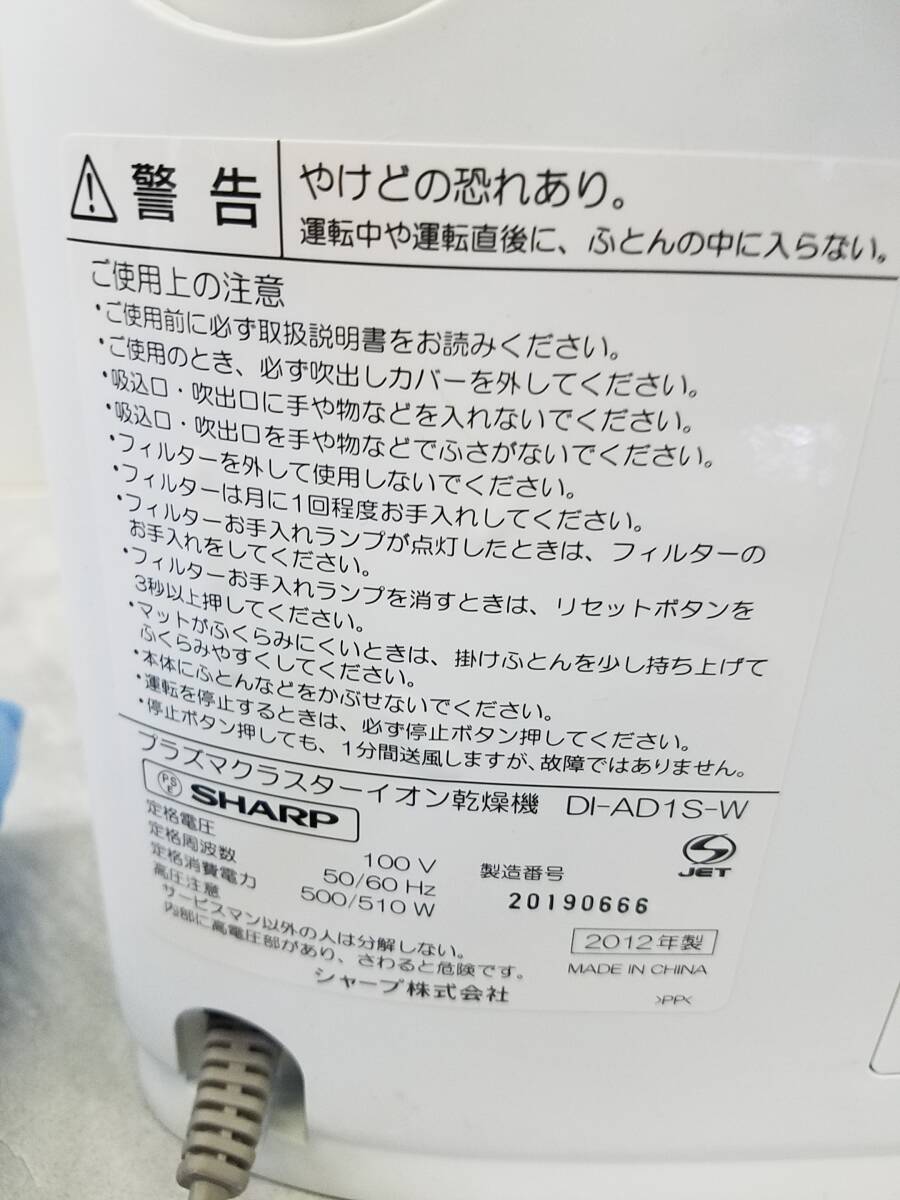 警告
やけどの恐れあり。
運転中や運転直後に、ふとんの中に入らない。
ご使用上の注意
・ご使用前に必ず取扱説明書をお読みください。
・ご使用のとき、必ず吹出しカバーを外してください。
・吸込口・吹出口に手や物などを入れないでください。
・吸込口・吹出口を手や物などでふさがないでください。
・フィルターを外して使用しないでください。
・フィルターは月に1回程度お手入れしてください。
・フィルターお手入れランプが点灯したときは、フィルターの
お手入れをしてください。
・フィルターお手入れランプを消すときは、リセットボタンを
3秒以上押してください。
・マットがふくらみにくいときは、掛けふとんを少し持ち上げて
ふくらみやすくしてください。
・本体にふとんなどをかぶせないでください。
・運転を停止するときは、必ず停止ボタン押してください。
・停止ボタン押しても、1分間送風しますが、故障ではありません。
プラズマクラスターイオン乾燥機 DI-AD1S-W
PS E SHARP
定格電圧 100 V
定格周波数 50/60 Hz
定格消費電力 500/510 W
高圧注意
サービスマン以外の人は分解しない。
内部に高電圧部があり、さわると危険です。
シャープ株式会社
JET
製造番号
20190666
2012年製
MADE IN CHINA
>PP<